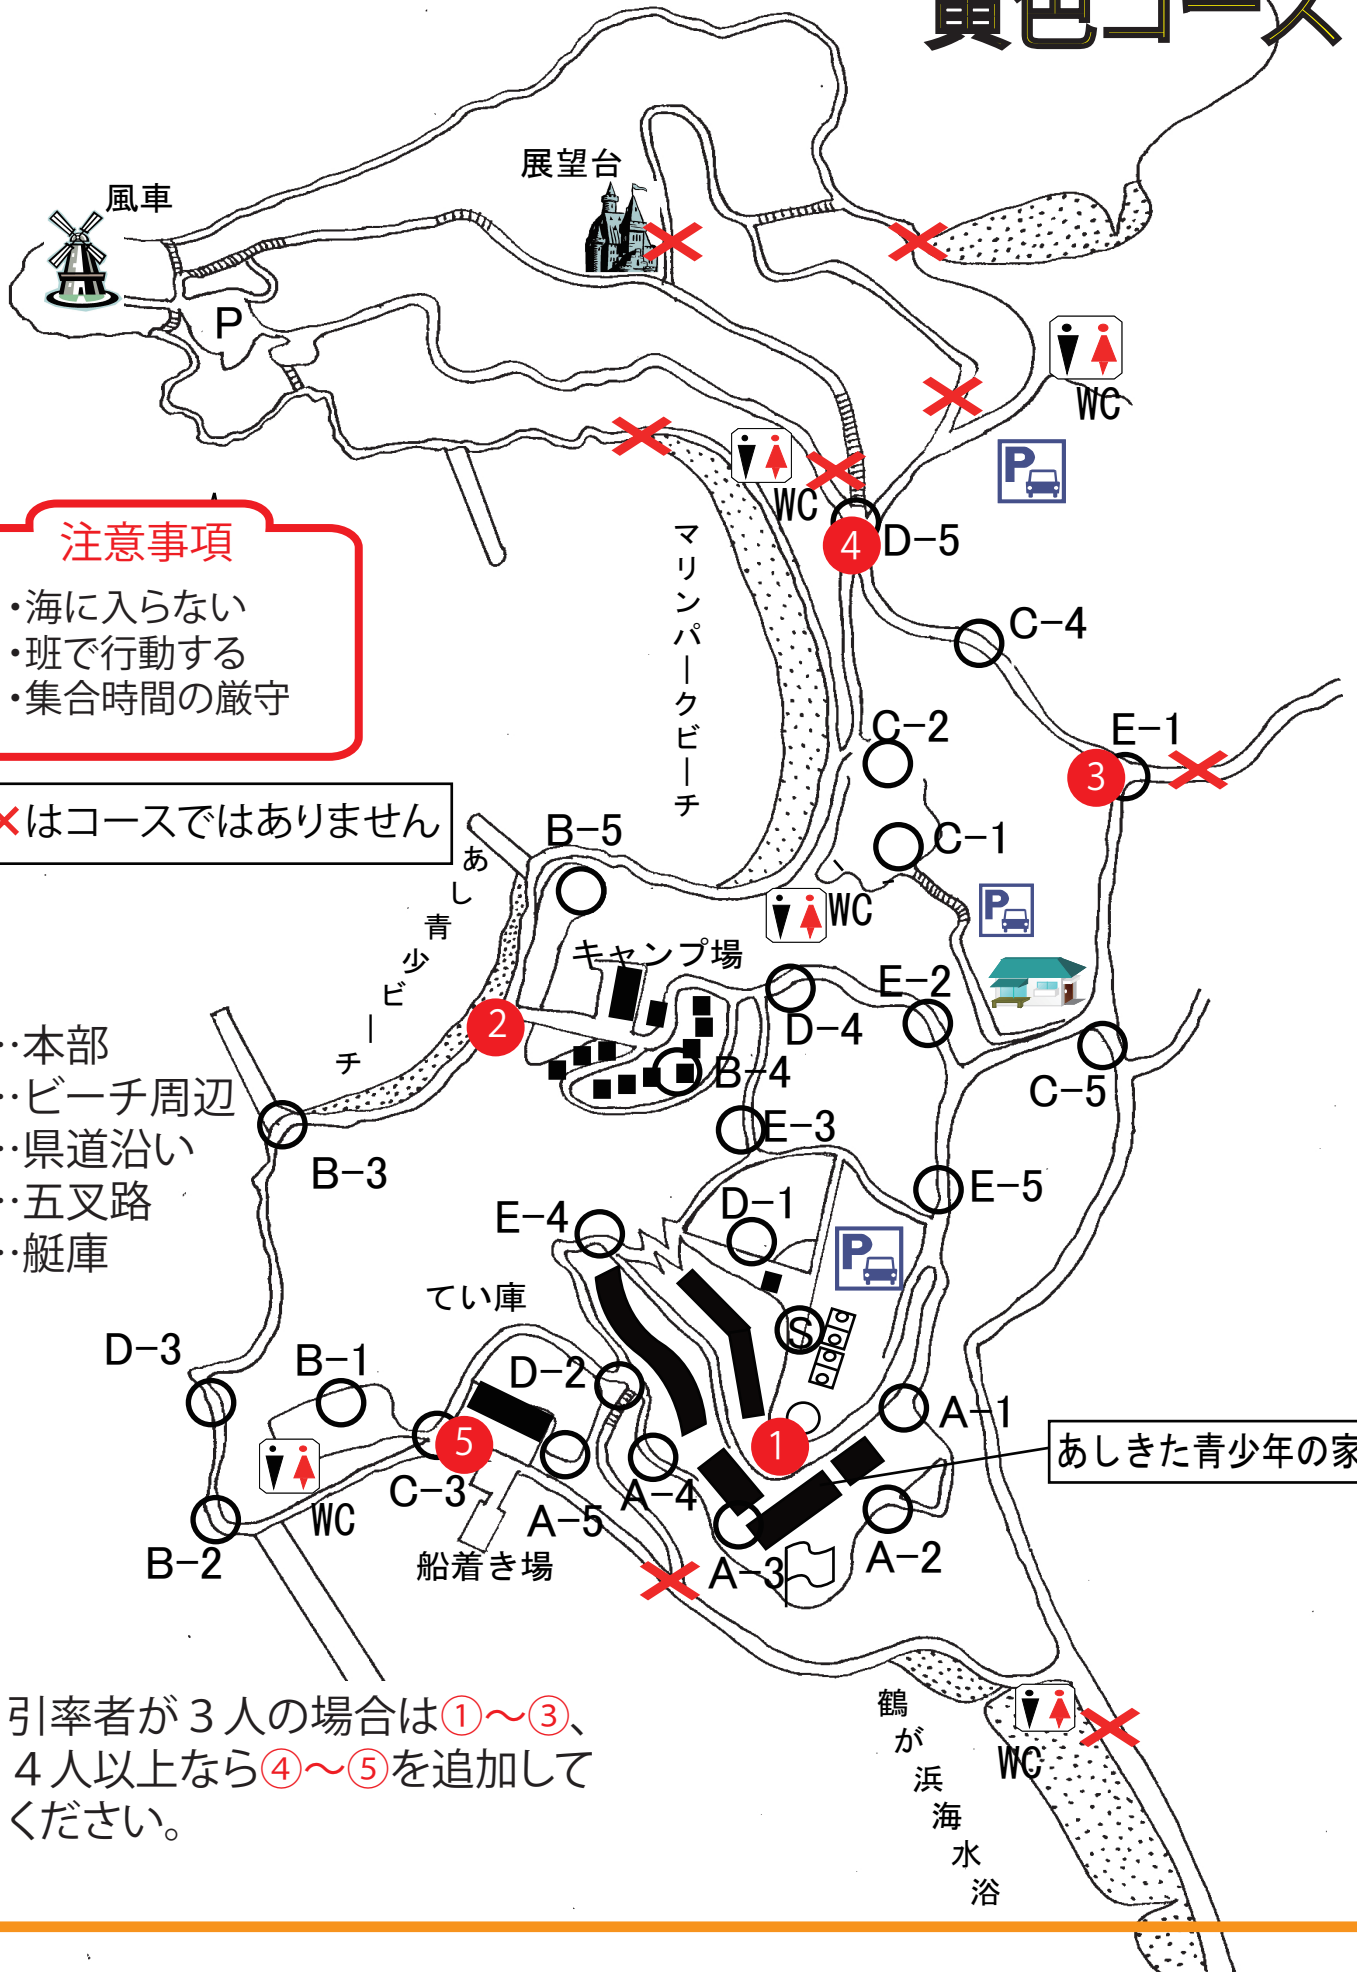 黄色コース
展望台
風車
P
WC
P
WC
D-5
4
注意事項
・海に入らない
・班で行動する
・集合時間の厳守
マリンパークビーチ
C-4
C-2
E-1
3
×はコースではありません
B-5
C-1
あし青少ビーチ
WC
P
キャンプ場
E-2
D-4
2
B-4
C-5
‥本部
‥ビーチ周辺
‥県道沿い
‥五叉路
‥艇庫
E-3
B-3
E-5
D-1
E-4
P
てい庫
S
D-3
B-1
D-2
A-1
1
5
あしきた青少年の家
C-3
A-4
WC
A-5
A-3
A-2
B-2
船着き場
引率者が３人の場合は①～③、
４人以上なら④～⑤を追加して
ください。
鶴が浜海水浴
WC